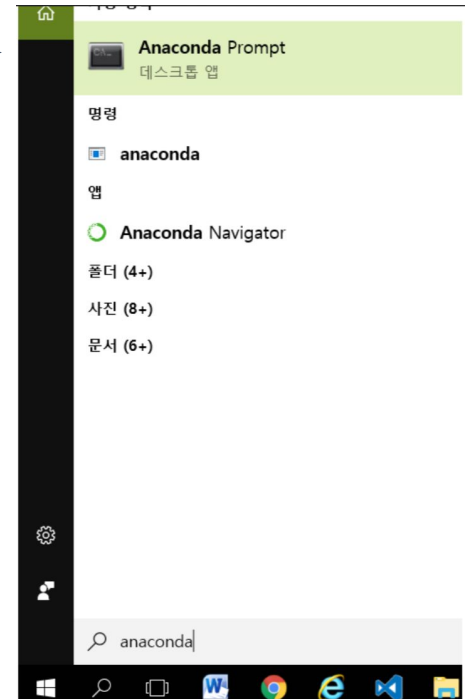 Anaconda Prompt
데스크톱 앱
명령
anaconda
앱
Anaconda Navigator
폴더 (4+)
사진 (8+)
문서 (6+)
anaconda